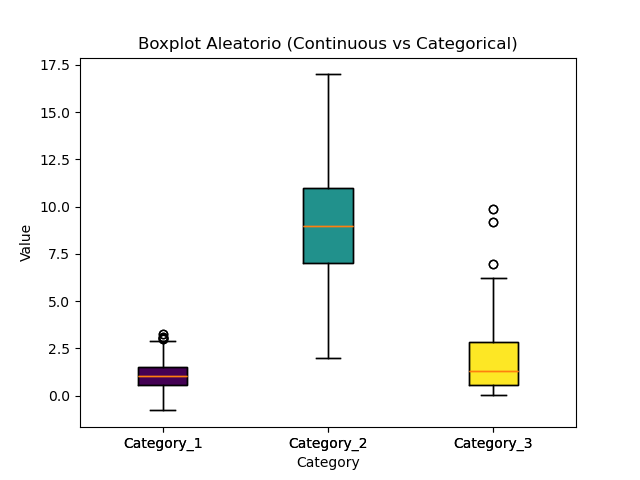 Boxplot Aleatorio (Continuous vs Categorical)
17.5
15.0
12.5
10.0
7.5
5.0
2.5
0.0
Value
Category_1 Category_2 Category_3
Category